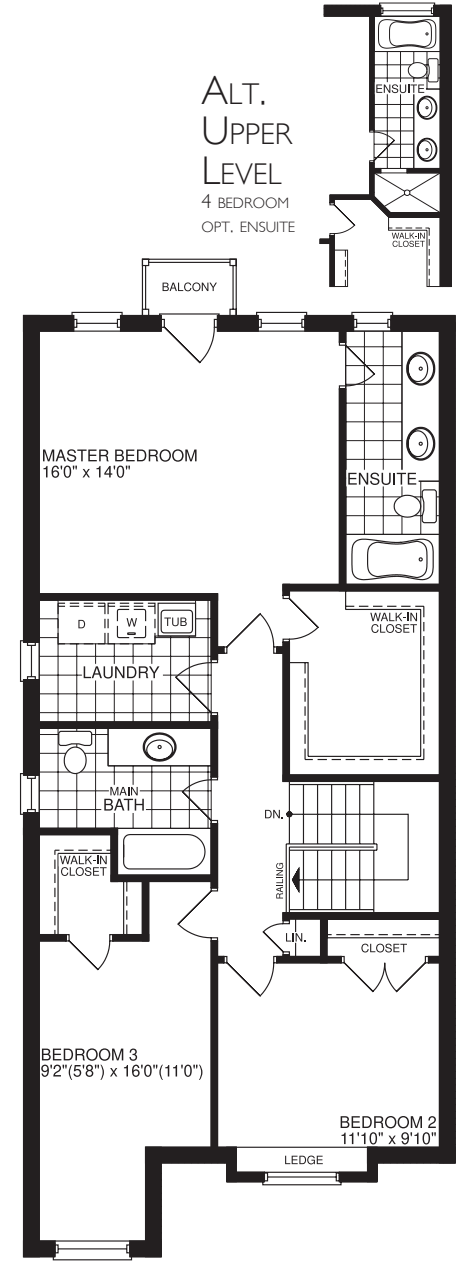 ALT.
UPPER
LEVEL
4 BEDROOM
OPT. ENSUITE
ENSUITE
WALK-IN
CLOSET
BALCONY
MASTER BEDROOM
16'0" x 14'0"
ENSUITE
D
W
TUB
LAUNDRY
WALK-IN
CLOSET
MAIN
BATH
DN.
WALK-IN
CLOSET
RAILING
LIN.
CLOSET
BEDROOM 3
9'2"(5'8") x 16'0"(11'0")
BEDROOM 2
11'10" x 9'10"
LEDGE